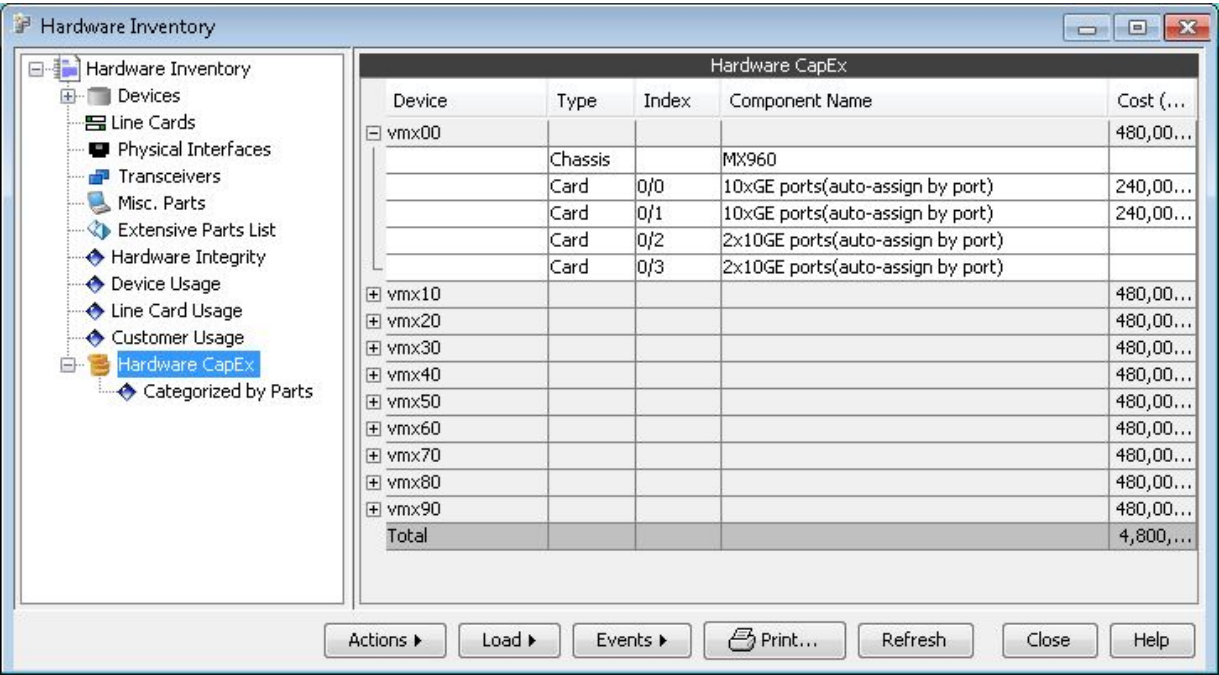 Hardware Inventory
Hardware Inventory
Devices
Line Cards
Physical Interfaces
Transceivers
Misc. Parts
Extensive Parts List
Hardware Integrity
Device Usage
Line Card Usage
Customer Usage
Hardware CapEx
Categorized by Parts
Hardware CapEx
Device Type Index Component Name Cost (...
vmx00 480,00...
Chassis MX960
Card 0/0 10xGE ports(auto-assign by port) 240,00...
Card 0/1 10xGE ports(auto-assign by port) 240,00...
Card 0/2 2x10GE ports(auto-assign by port)
Card 0/3 2x10GE ports(auto-assign by port)
vmx10 480,00...
vmx20 480,00...
vmx30 480,00...
vmx40 480,00...
vmx50 480,00...
vmx60 480,00...
vmx70 480,00...
vmx80 480,00...
vmx90 480,00...
Total 4,800,...
Actions Load Events Print... Refresh Close Help